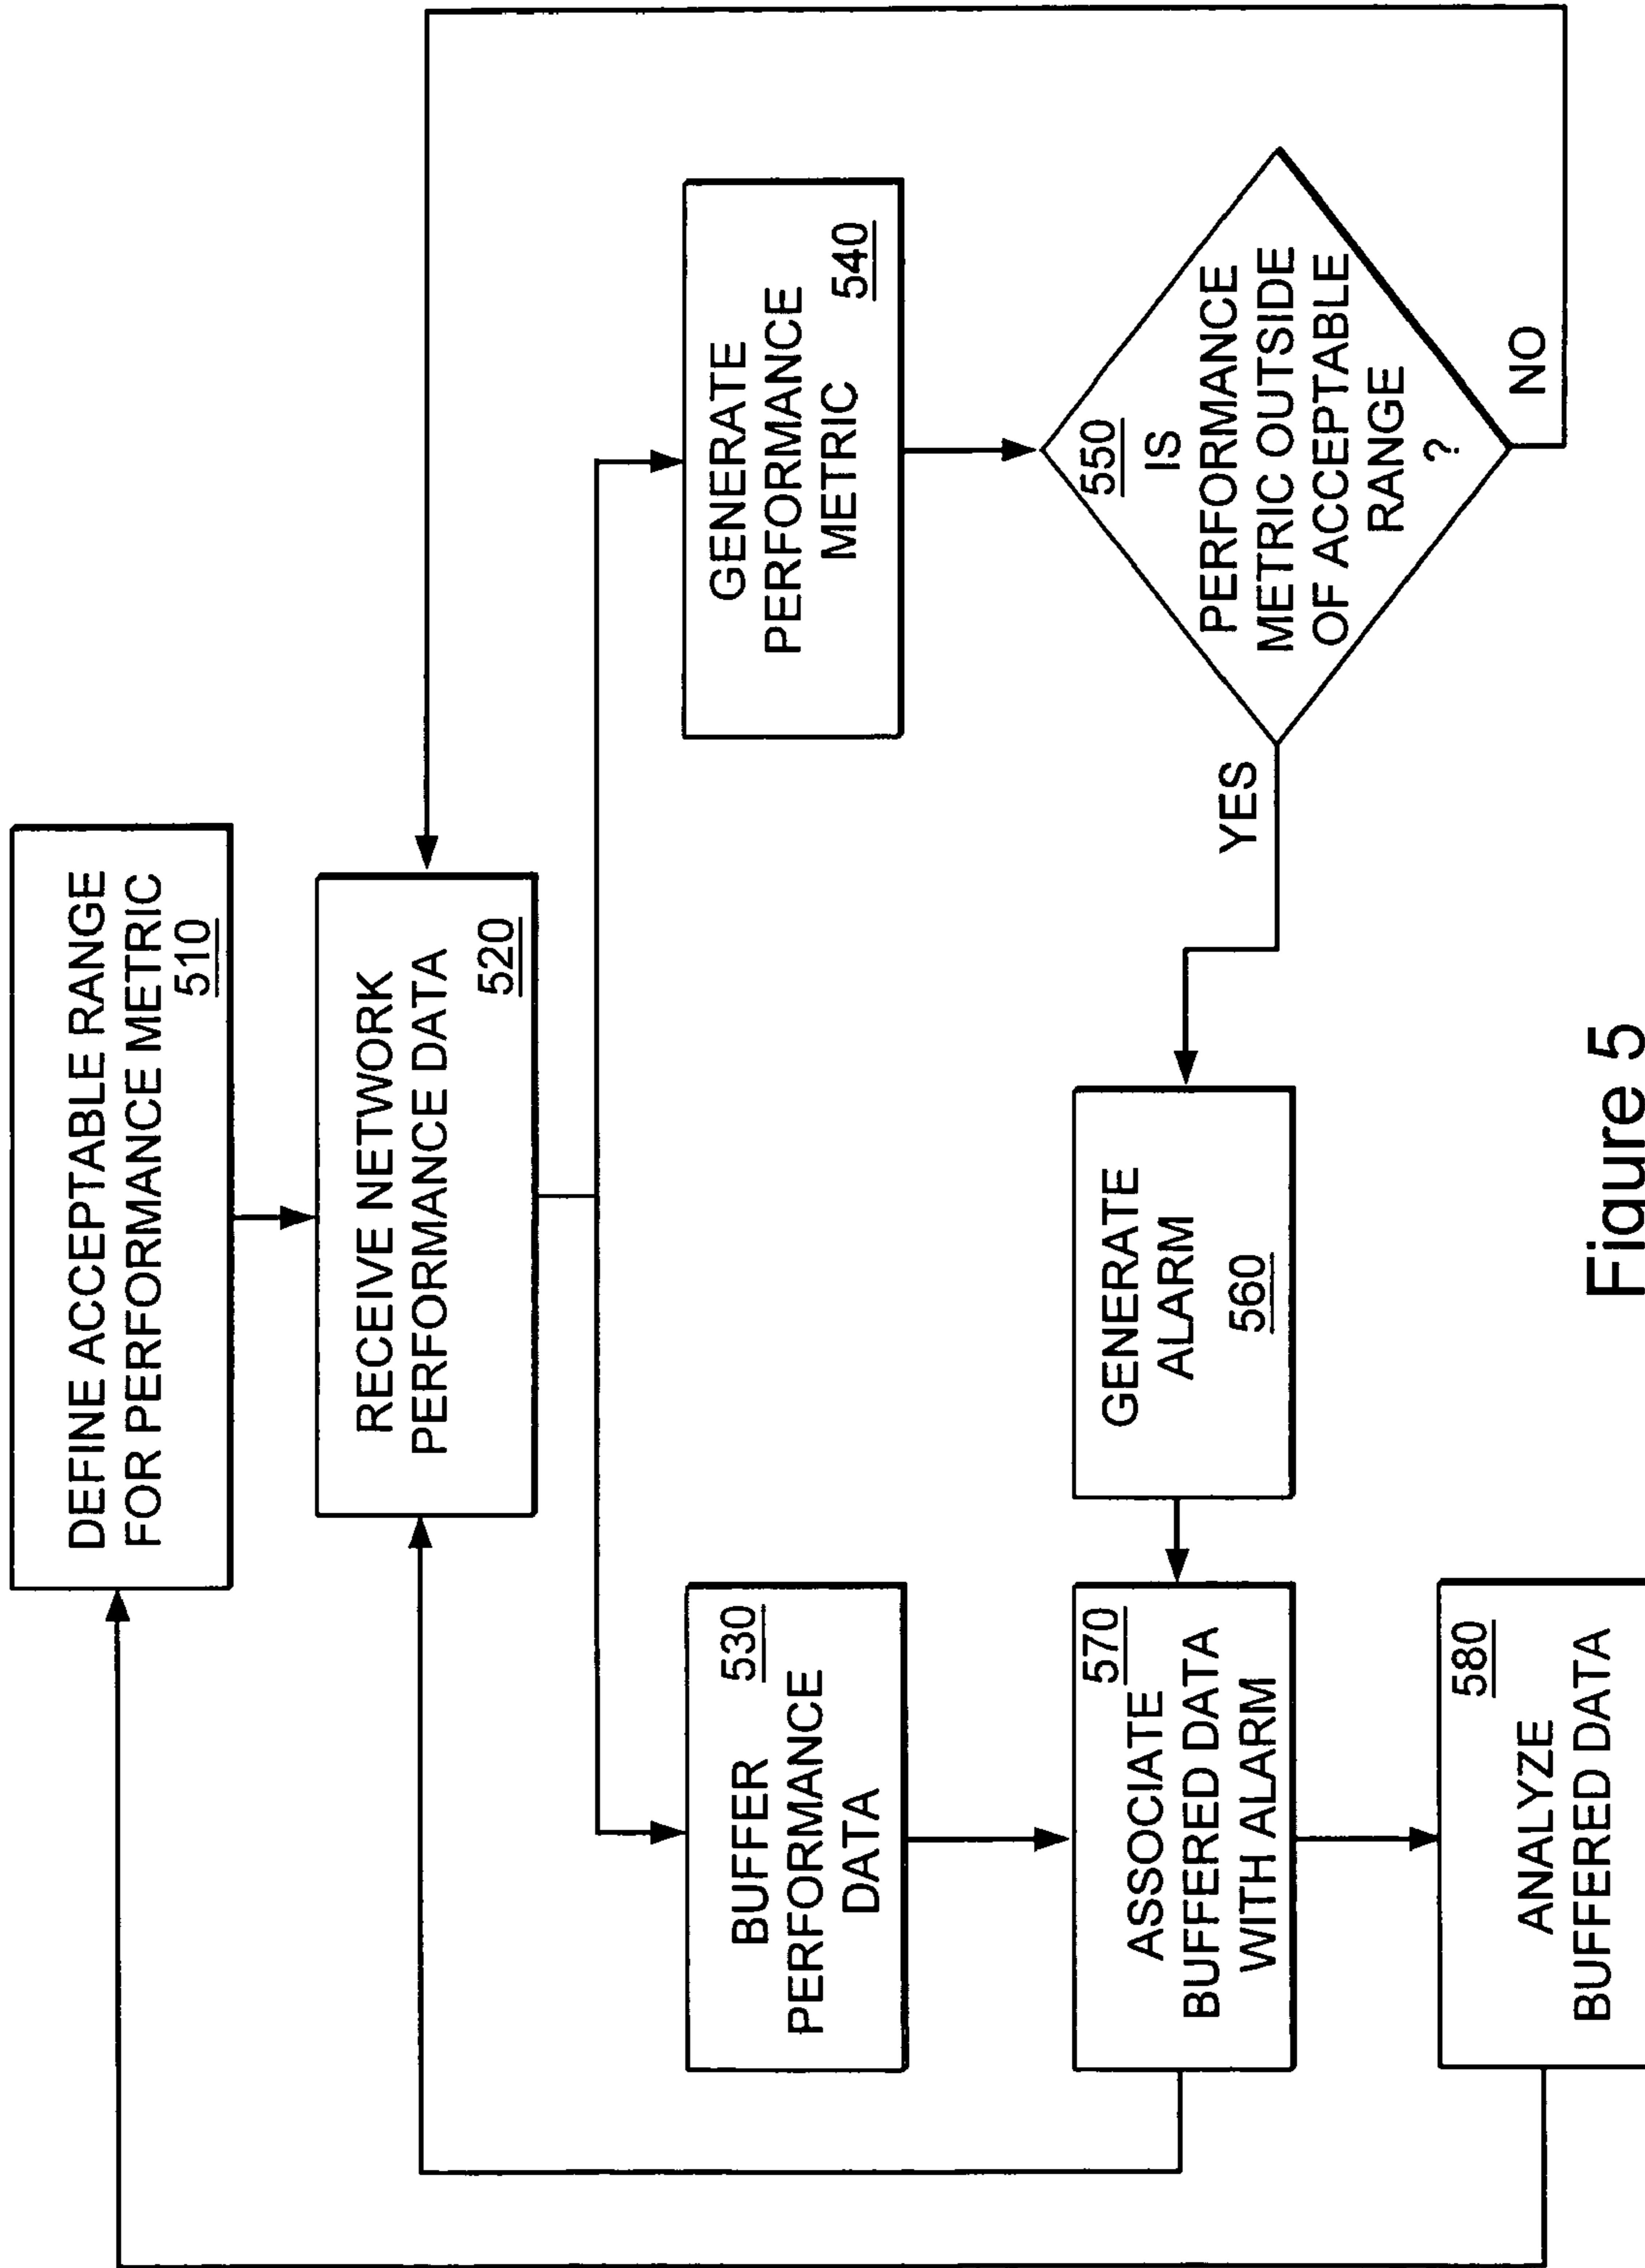 DEFINE ACCEPTABLE RANGE
FOR PERFORMANCE METRIC
510
RECEIVE NETWORK
PERFORMANCE DATA
520
BUFFER 530
PERFORMANCE
DATA
GENERATE
PERFORMANCE
METRIC 540
550
IS
PERFORMANCE
METRIC OUTSIDE
OF ACCEPTABLE
RANGE
?
YES
NO
GENERATE
ALARM
560
570
ASSOCIATE
BUFFERED DATA
WITH ALARM
580
ANALYZE
BUFFERED DATA
Figure 5